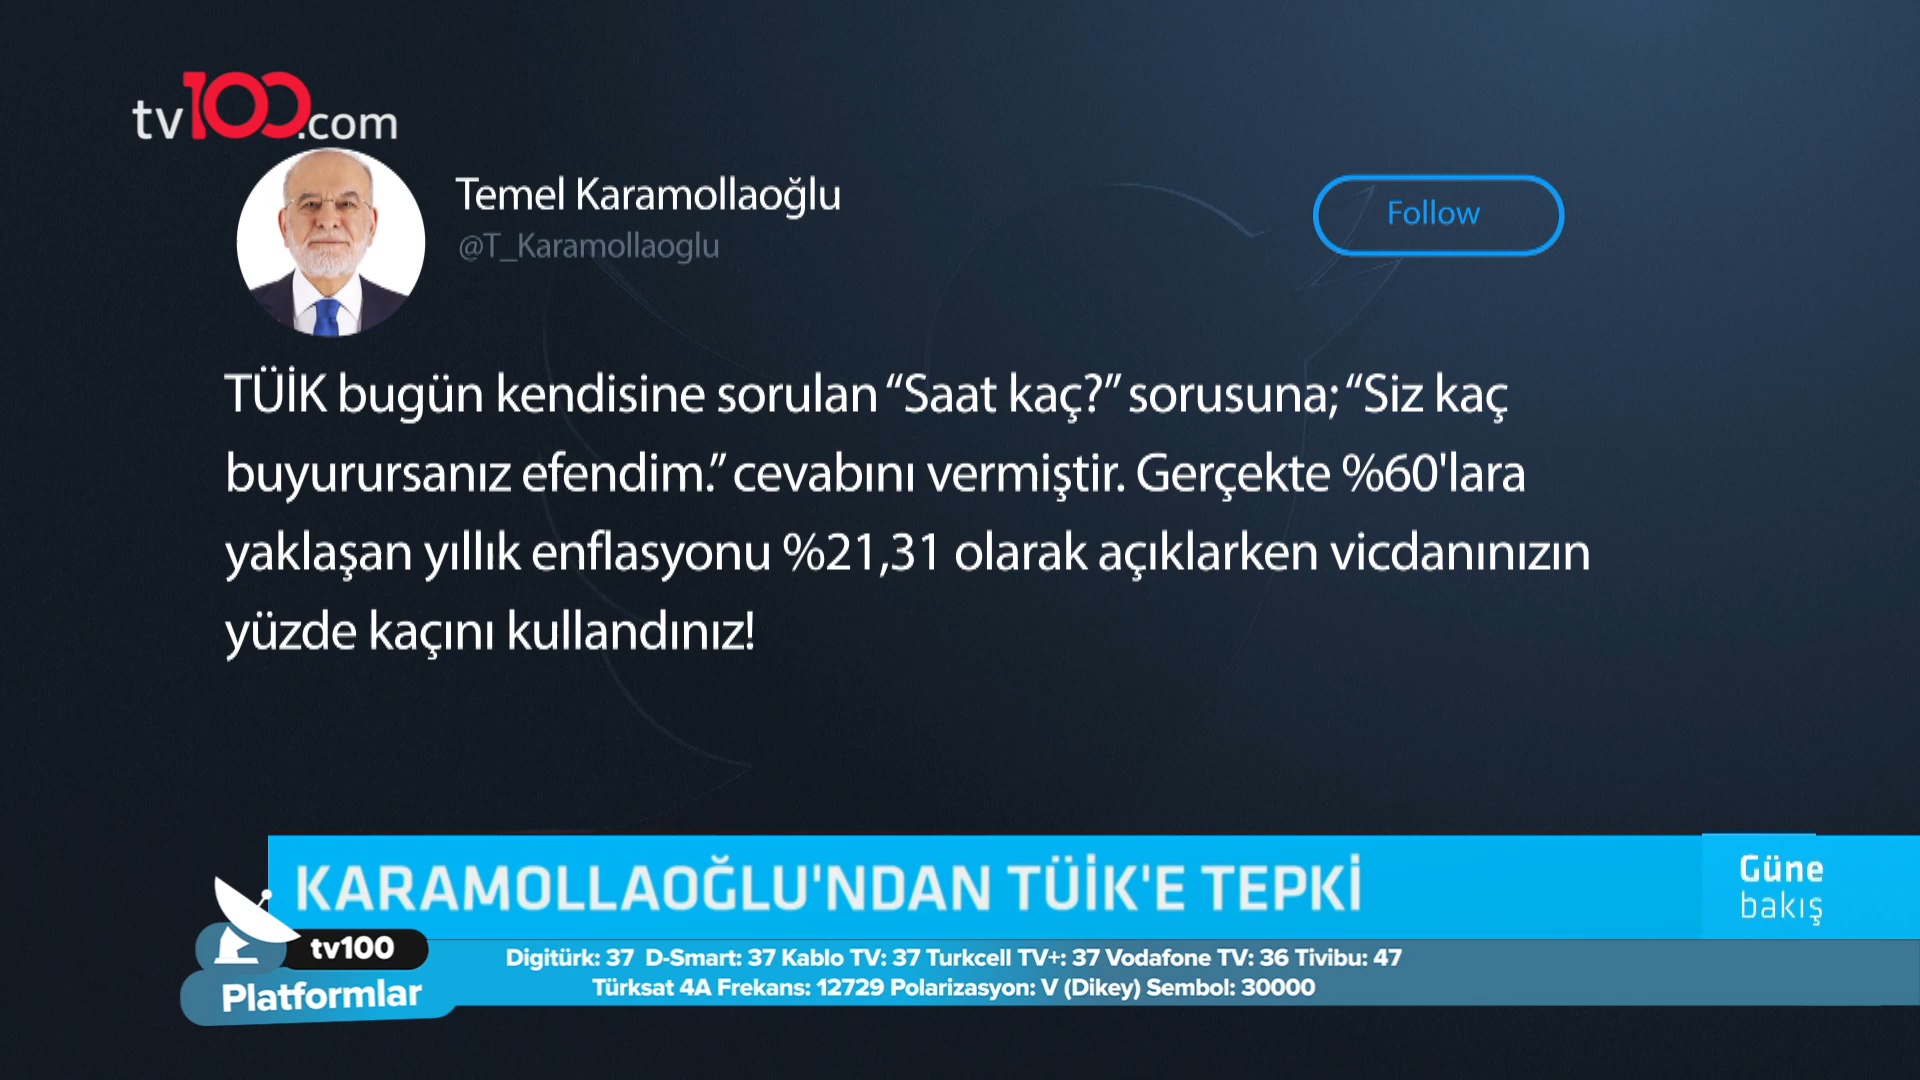 tv100.com
Temel Karamollaoğlu
@T_Karamollaoglu
Follow
TÜİK bugün kendisine sorulan “Saat kaç?” sorusuna; “Siz kaç
buyurursanız efendim.” cevabını vermiştir. Gerçekte %60'lara
yaklaşan yıllık enflasyonu %21,31 olarak açıklarken vicdanınızın
yüzde kaçını kullandınız!
KARAMOLLAOĞLU'NDAN TÜİK'E TEPKİ
Güne
bakış
tv100
Platformlar
Digitürk: 37 D-Smart: 37 Kablo TV: 37 Turkcell TV+: 37 Vodafone TV: 36 Tivibu: 47
Türksat 4A Frekans: 12729 Polarizasyon: V (Dikey) Sembol: 30000